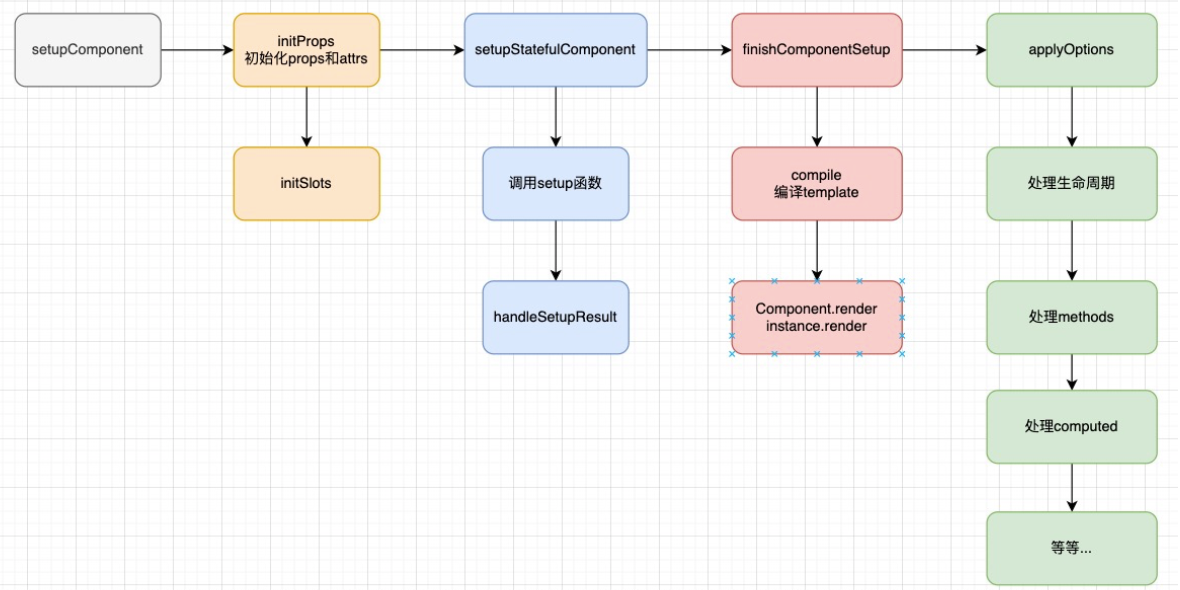 setupComponent
initProps
初始化props和attrs
setupStatefulComponent
finishComponentSetup
applyOptions
initSlots
调用setup函数
compile
编译template
处理生命周期
handleSetupResult
Component.render
instance.render
处理methods
处理computed
等等...